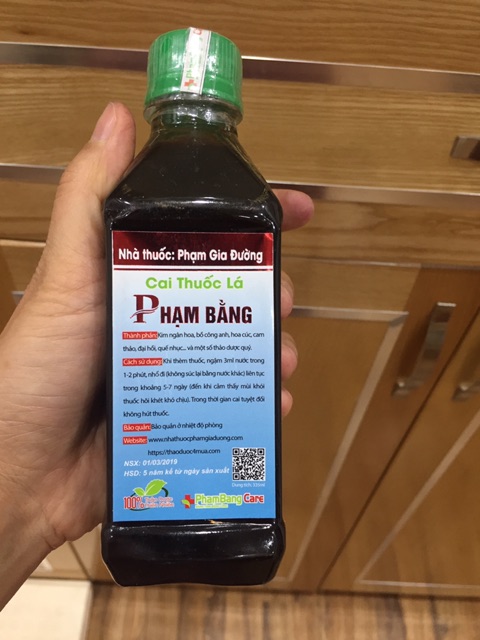 Nhà thuốc: Phạm Gia Đường
Cai Thuốc Lá
PHẠM BẰNG
Thành phần: Kim ngân hoa, bồ công anh, hoa cúc, cam
thảo, đại hồi, quế nhục... và một số thảo dược quý.
Cách sử dụng: Khi thèm thuốc, ngậm 3ml nước trong
1-2 phút, nhổ đi (không súc lại bằng nước khác) liên tục
trong khoảng 5-7 ngày (đến khi cảm thấy mùi khói
thuốc hôi khét khó chịu). Trong thời gian cai tuyệt đối
không hút thuốc.
Bảo quản: Bảo quản ở nhiệt độ phòng
Website: www.nhathuocphamgiaduong.com
https://thaoduoc4mua.com
NSX: 01/03/2019
HSD: 5 năm kể từ ngày sản xuất
Dung tích: 550ml
100%
PhamBang Care